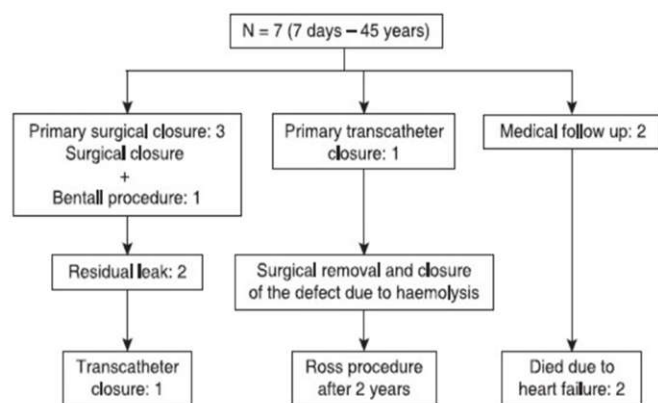 N = 7 (7 days – 45 years)
Primary surgical closure: 3
Surgical closure
+
Bentall procedure: 1
Primary transcatheter
closure: 1
Medical follow up: 2
Residual leak: 2
Surgical removal and closure
of the defect due to haemolysis
Transcatheter
closure: 1
Ross procedure
after 2 years
Died due to
heart failure: 2